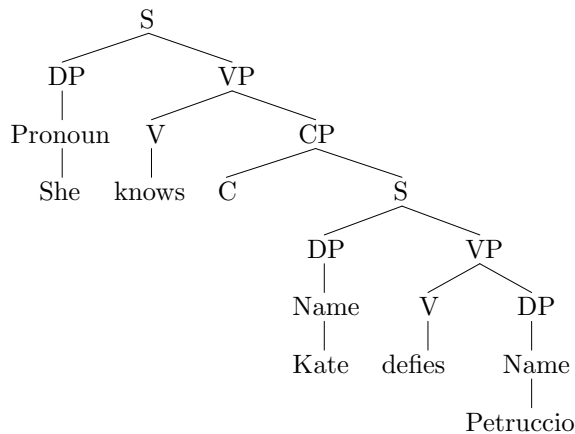 S
DP VP
Pronoun V CP
She knows C S
DP VP
Name V DP
Kate defies Name
Petruccio